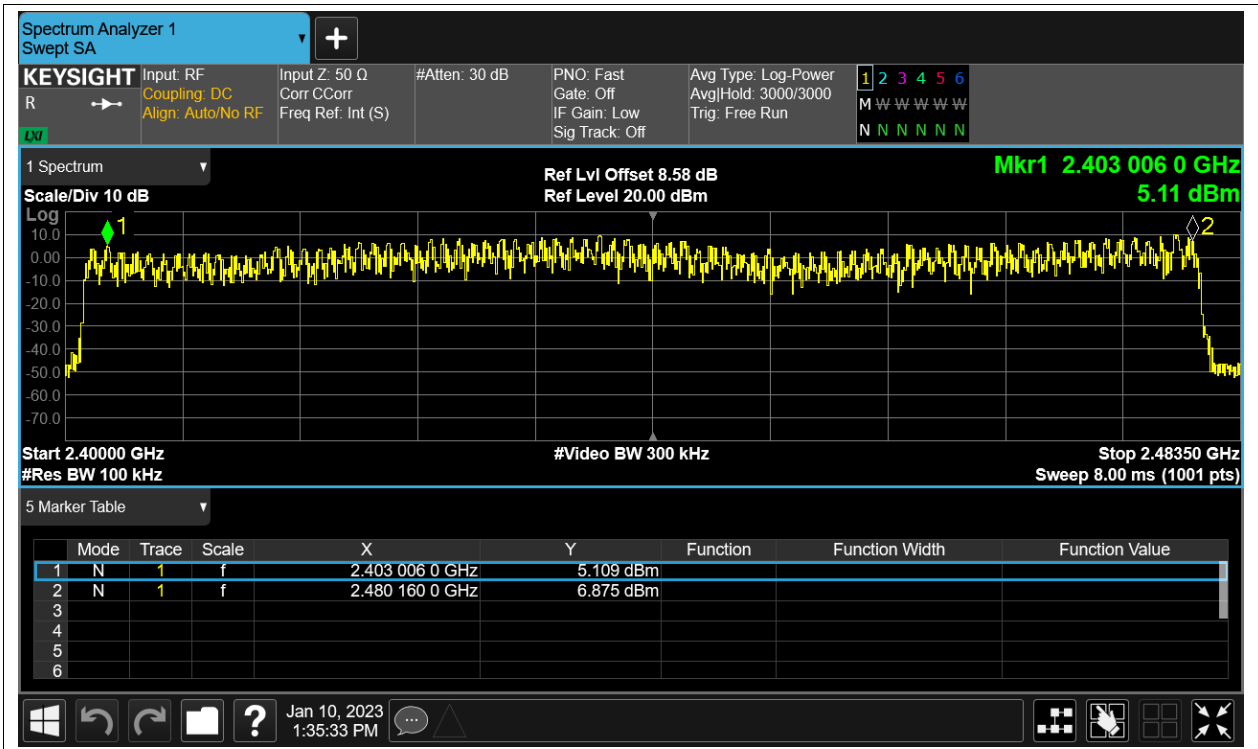 Spectrum Analyzer 1
Swept SA
▼
+
KEYSIGHT Input: RF Input Z: 50 Ω #Atten: 30 dB PNO: Fast Avg Type: Log-Power 1 2 3 4 5 6
R Coupling: DC Corr CCorr Gate: Off Avg|Hold: 3000/3000 M W W W W W
Align: Auto/No RF Freq Ref: Int (S) IF Gain: Low Trig: Free Run
LXI Sig Track: Off N N N N N N
1 Spectrum ▼ Ref Lvl Offset 8.58 dB Mkr1 2.403 006 0 GHz
Scale/Div 10 dB Ref Level 20.00 dBm 5.11 dBm
Log
1 2
10.0
0.00
-10.0
-20.0
-30.0
-40.0
-50.0
-60.0
-70.0
Start 2.40000 GHz #Video BW 300 kHz Stop 2.48350 GHz
#Res BW 100 kHz Sweep 8.00 ms (1001 pts)
5 Marker Table ▼
Mode Trace Scale X Y Function Function Width Function Value
1 N 1 f 2.403 006 0 GHz 5.109 dBm
2 N 1 f 2.480 160 0 GHz 6.875 dBm
3
4
5
6
? Jan 10, 2023
1:35:33 PM